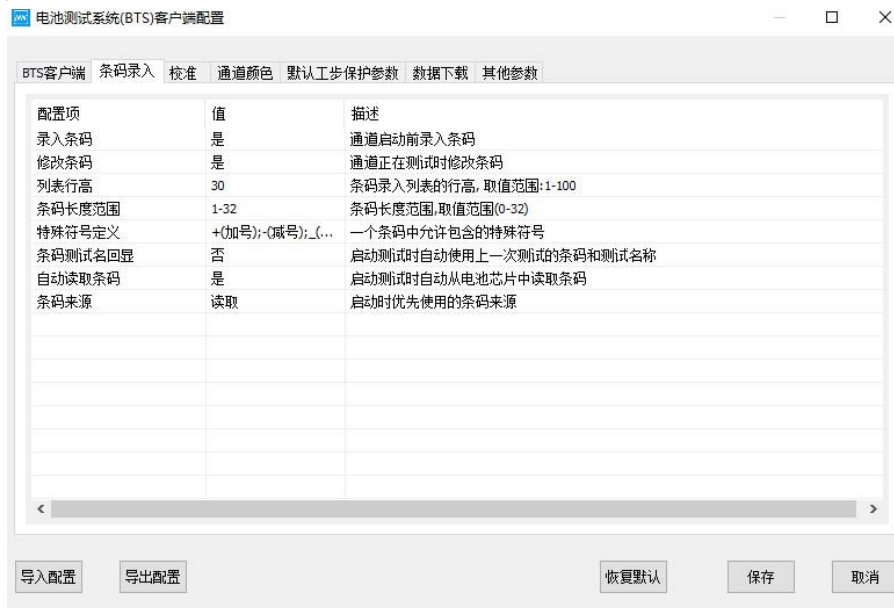 电池测试系统(BTS)客户端配置
BTS客户端 条码录入 校准 通道颜色 默认工步保护参数 数据下载 其他参数
配置项 值 描述
录入条码 是 通道启动前录入条码
修改条码 是 通道正在测试时修改条码
列表行高 30 条码录入列表的行高, 取值范围:1-100
条码长度范围 1-32 条码长度范围,取值范围(0-32)
特殊符号定义 +(加号);-(减号);_(... 一个条码中允许包含的特殊符号
条码测试名回显 否 启动测试时自动使用上一次测试的条码和测试名称
自动读取条码 是 启动测试时自动从电池芯片中读取条码
条码来源 读取 启动时优先使用的条码来源
导入配置 导出配置 恢复默认 保存 取消